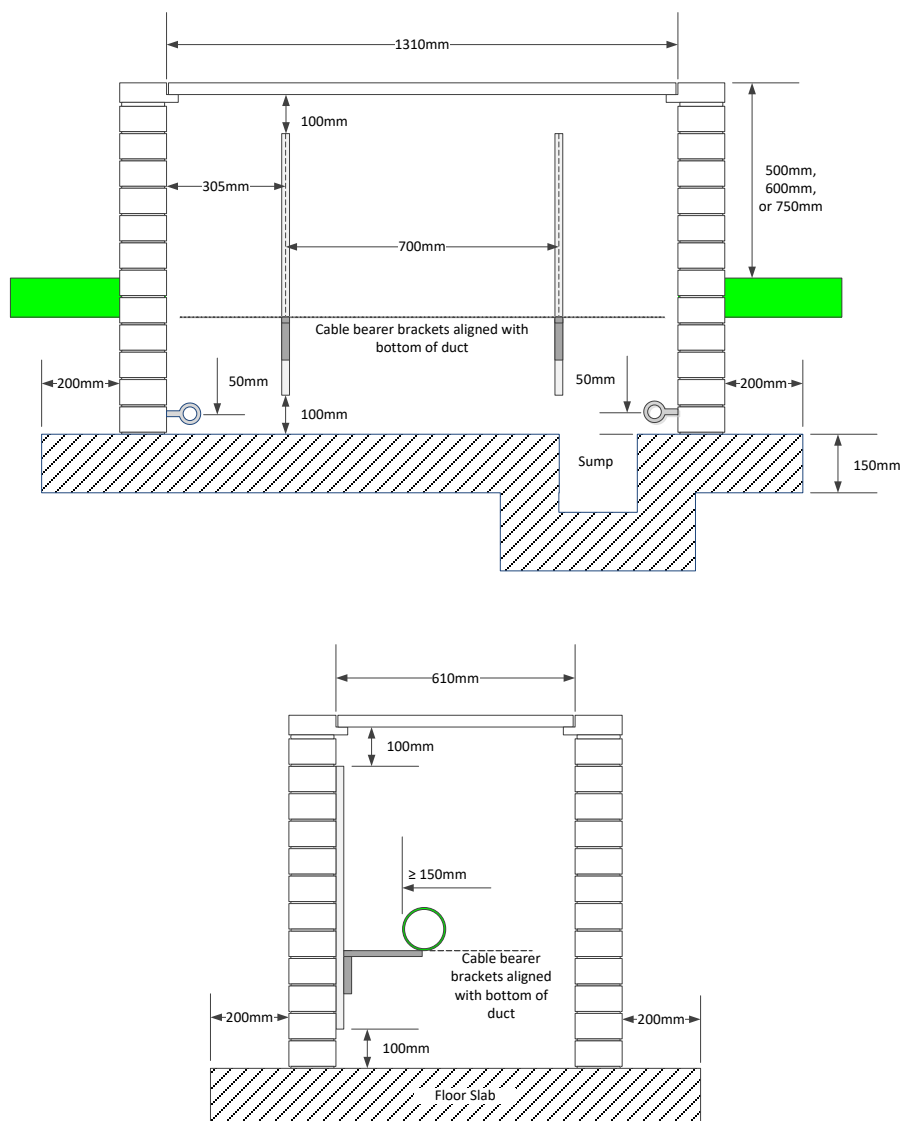 1310mm
100mm
305mm
500mm,
600mm,
or 750mm
700mm
Cable bearer brackets aligned with
bottom of duct
200mm
50mm
50mm
200mm
100mm
Sump
150mm
610mm
100mm
≥ 150mm
Cable bearer
brackets aligned
with bottom of
duct
200mm
200mm
100mm
Floor Slab